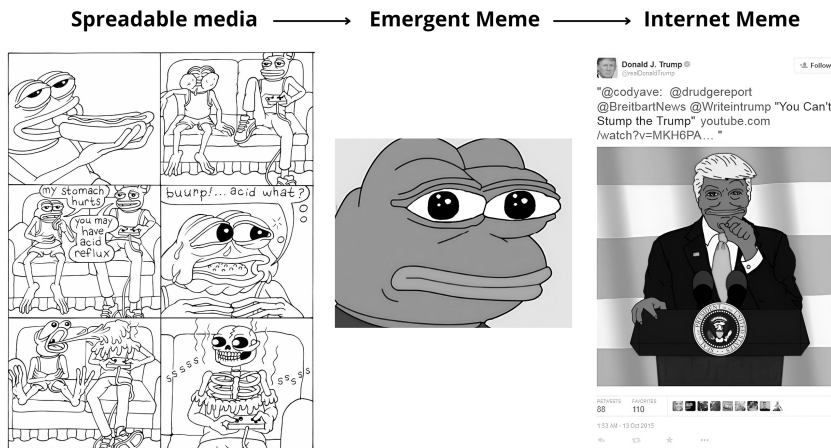 Spreadable media
Emergent Meme
Internet Meme
my stomach
hurts
you may
have
acid
reflux
buurp!... acid what?
sssss
ssss
Donald J. Trump
@realDonaldTrump
Follow
"@codyave: @drudgereport
@BreitbartNews @Writeintrump "You Can't
Stump the Trump" youtube.com
/watch?v=MKH6PA... "
RETWEETS
88
FAVORITES
110
1:53 AM - 13 Oct 2015